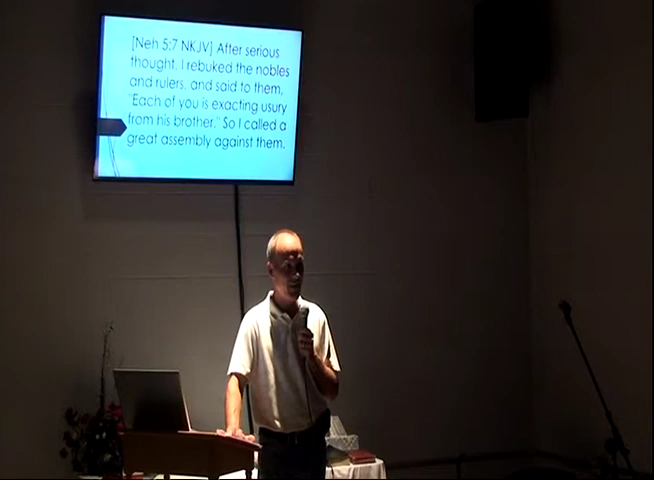 [Neh 5:7 NKJV] After serious
thought, I rebuked the nobles
and rulers, and said to them,
"Each of you is exacting usury
from his brother." So I called a
great assembly against them.